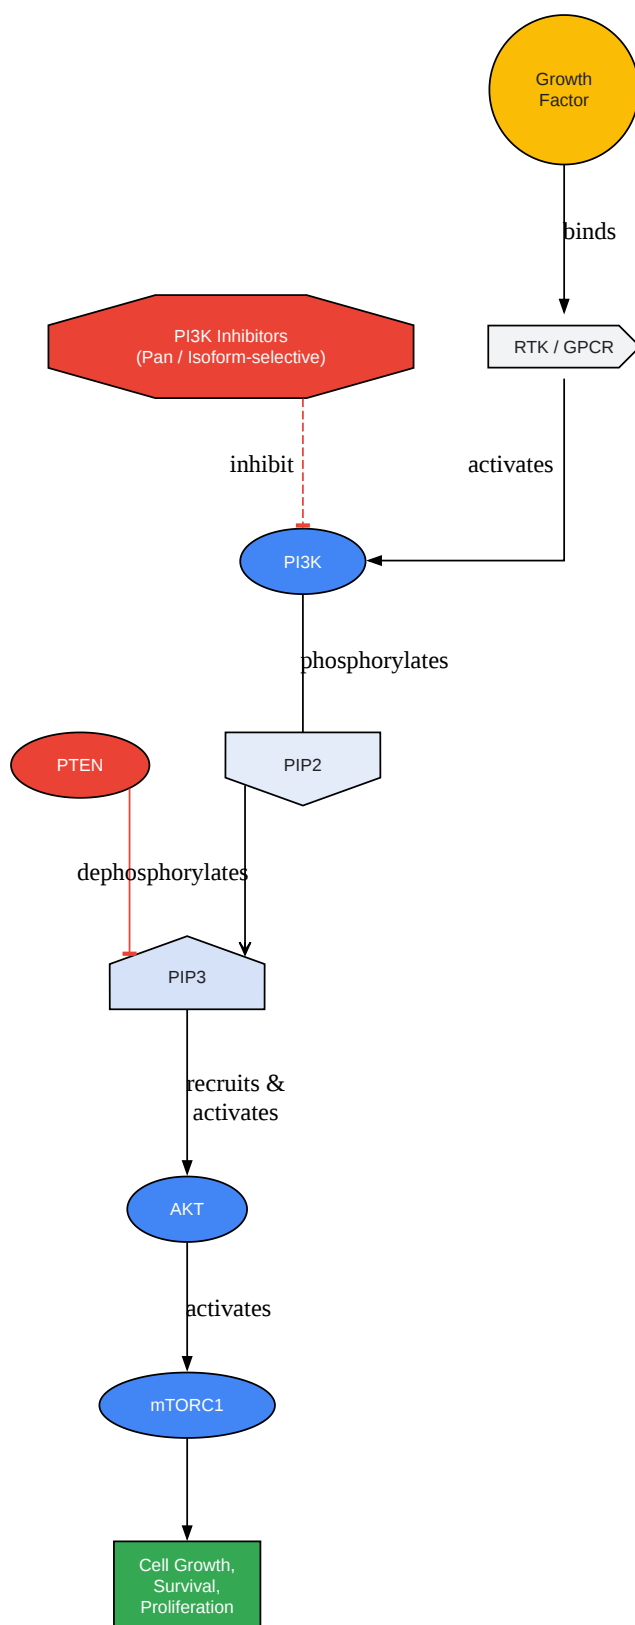 Growth
Factor
binds
PI3K Inhibitors
(Pan / Isoform-selective)
RTK / GPCR
inhibit
activates
PI3K
phosphorylates
PTEN
PIP2
dephosphorylates
PIP3
recruits &
activates
AKT
activates
mTORC1
Cell Growth,
Survival,
Proliferation